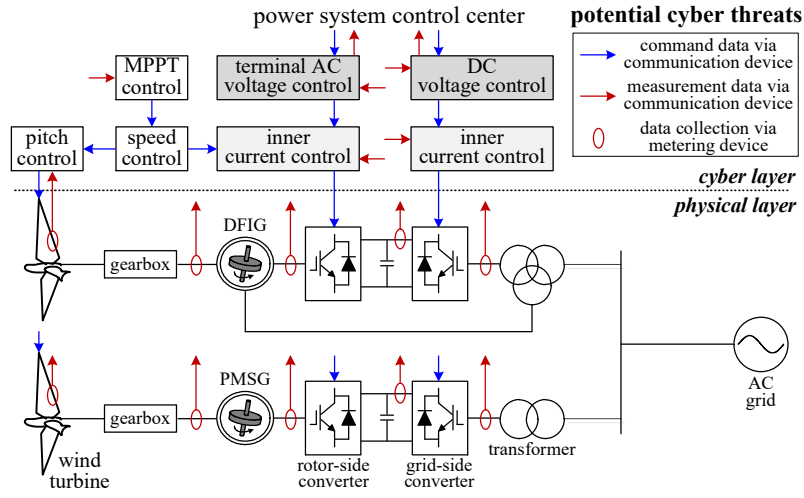 power system control center
potential cyber threats
command data via
communication device
measurement data via
communication device
data collection via
metering device
MPPT
control
terminal AC
voltage control
DC
voltage control
pitch
control
speed
control
inner
current control
inner
current control
cyber layer
physical layer
DFIG
gearbox
PMSG
gearbox
AC
grid
wind
turbine
rotor-side
converter
grid-side
converter
transformer